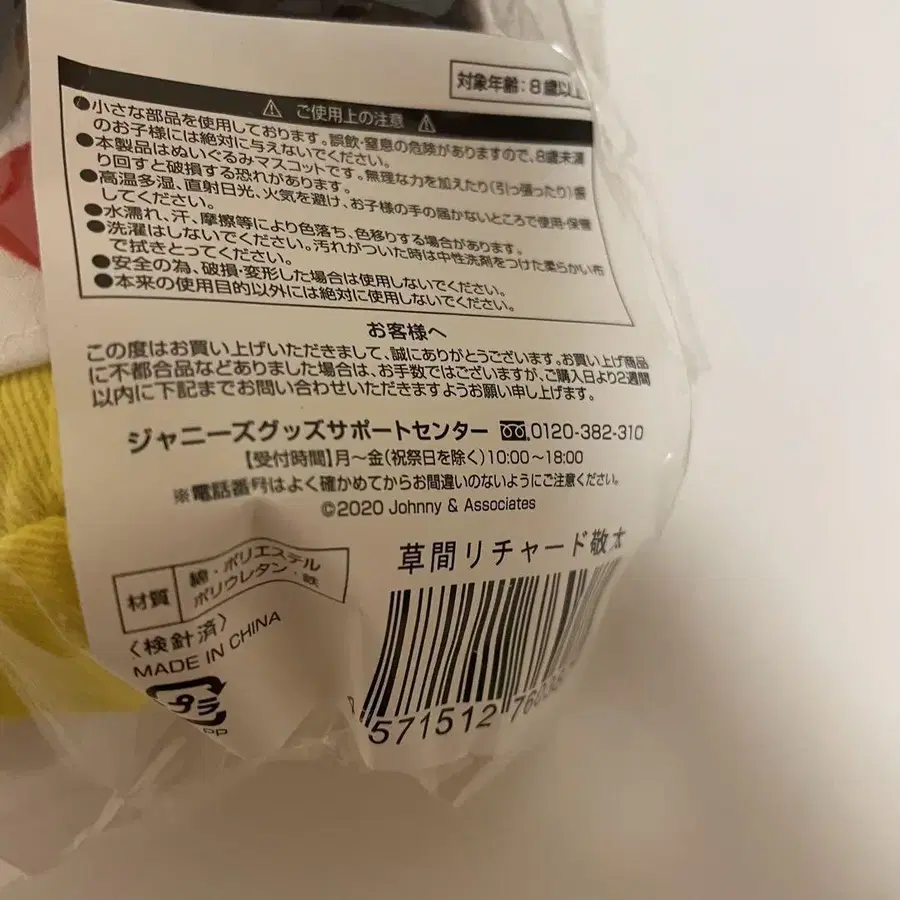 対象年齢:8歳以上
ご使用上の注意
●小さな部品を使用しております。誤飲・窒息の危険がありますので、8歳未満
のお子様には絶対に与えないでください。
●本製品はぬいぐるみマスコットです。無理な力を加えたり(引っ張ったり)振
り回すと破損する恐れがあります。
●高温多湿、直射日光、火気を避け、お子様の手の届かないところで使用・保管
してください。
●水濡れ、汗、摩擦等により色落ち、色移りする場合があります。
●洗濯はしないでください。汚れがついた時は中性洗剤をつけた柔らかい布
で拭きとってください。
●安全の為、破損・変形した場合は使用しないでください。
●本来の使用目的以外には絶対に使用しないでください。
お客様へ
この度はお買い上げいただきまして、誠にありがとうございます。お買い上げ商品
に不都合品などありました場合は、お手数ではございますが、ご購入日より2週間
以内に下記までお問い合わせいただきますようお願い申し上げます。
ジャニーズグッズサポートセンター 0120-382-310
【受付時間】月~金(祝祭日を除く)10:00~18:00
※電話番号はよく確かめてからお間違いのないようにご注意ください。
©2020 Johnny & Associates
草間リチャード敬太
材質 綿・ポリエステル
ポリウレタン・鉄
〈検針済〉
MADE IN CHINA
プラ
PP
571512 7603